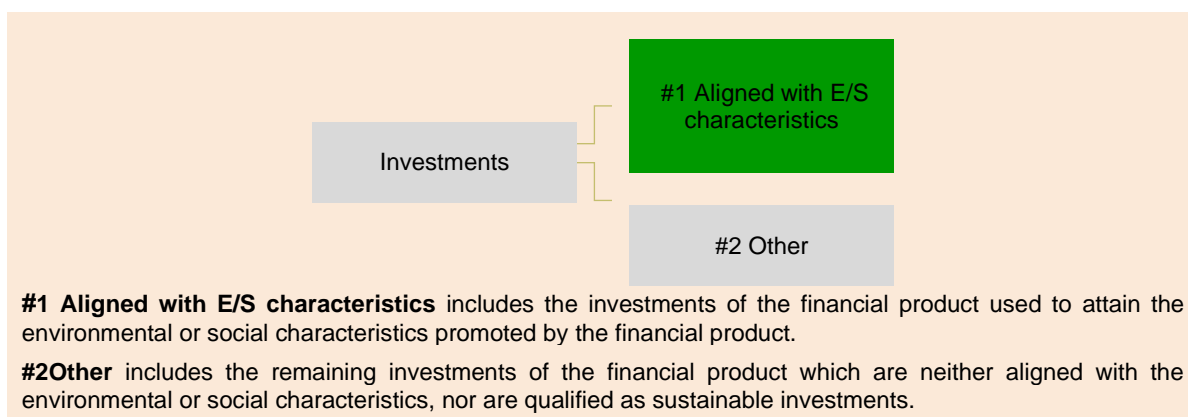 #1 Aligned with E/S
characteristics
Investments
#2 Other
#1 Aligned with E/S characteristics includes the investments of the financial product used to attain the
environmental or social characteristics promoted by the financial product.
#2Other includes the remaining investments of the financial product which are neither aligned with the
environmental or social characteristics, nor are qualified as sustainable investments.